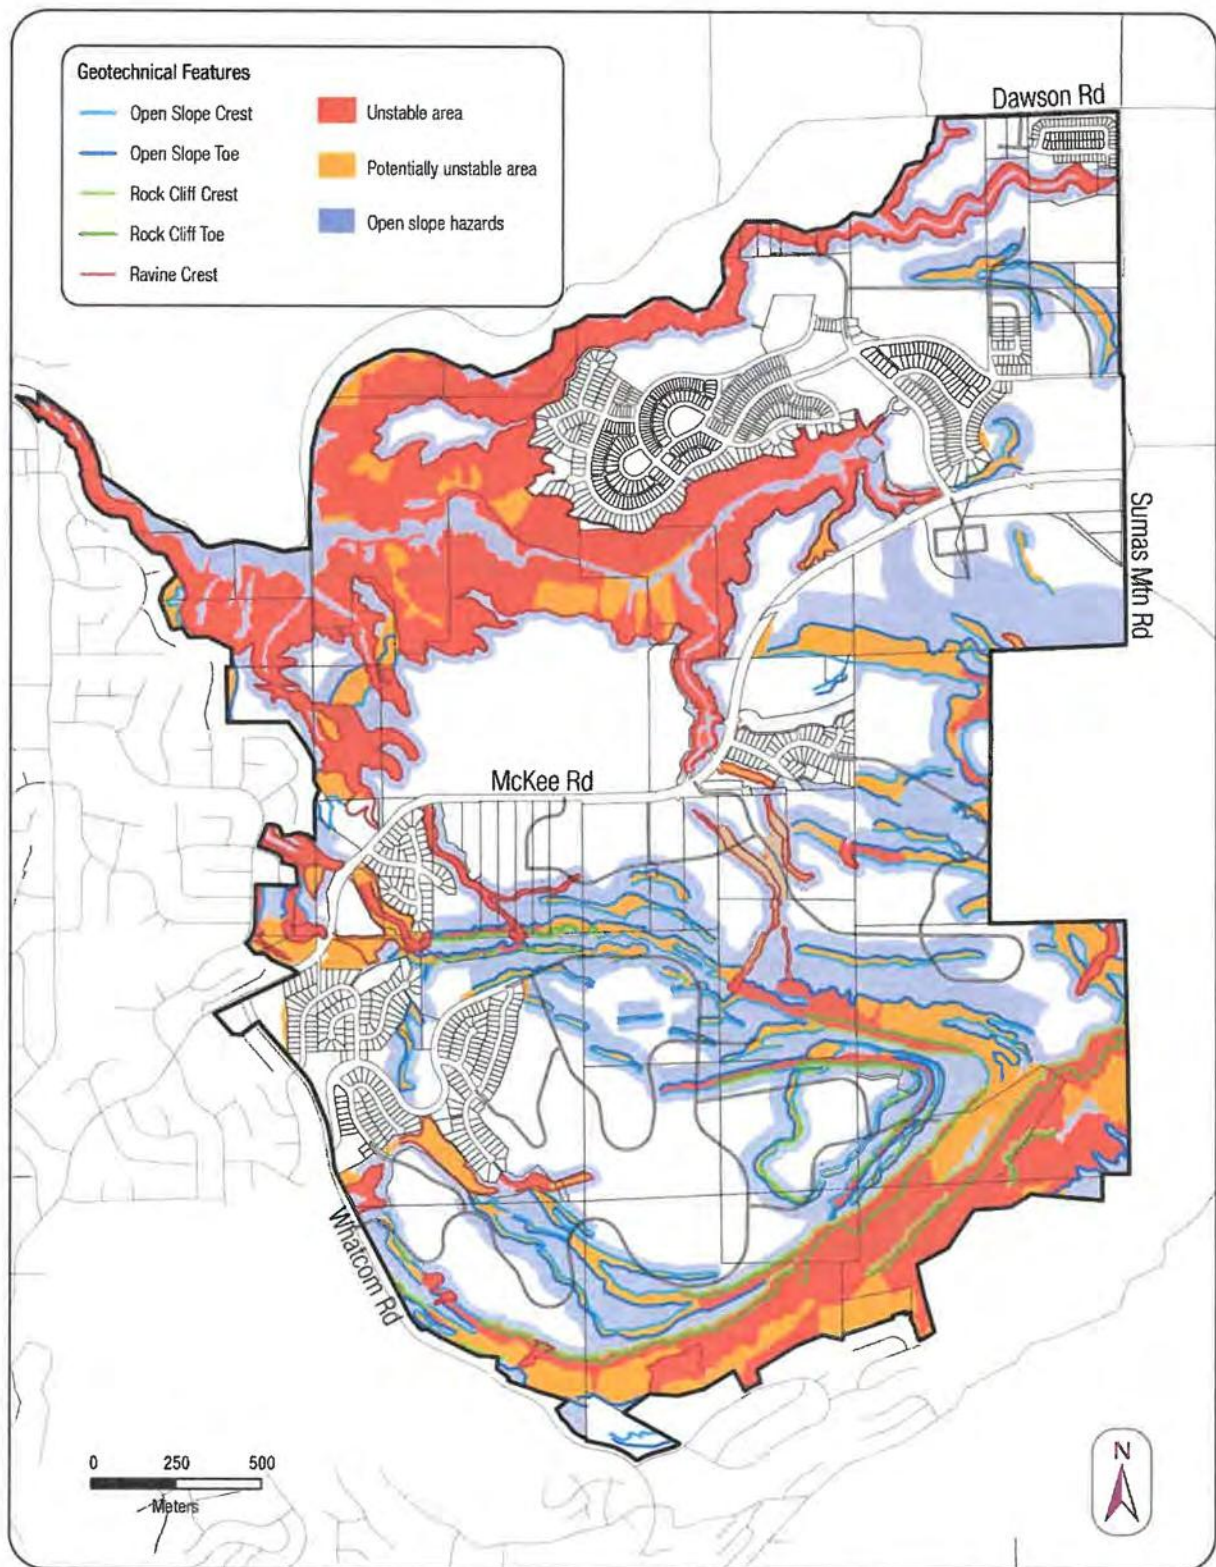 Geotechnical Features
Open Slope Crest
Open Slope Toe
Rock Cliff Crest
Rock Cliff Toe
Ravine Crest
Unstable area
Potentially unstable area
Open slope hazards
Dawson Rd
Sumas Mtn Rd
McKee Rd
Whatcom Rd
0 250 500
Meters
N